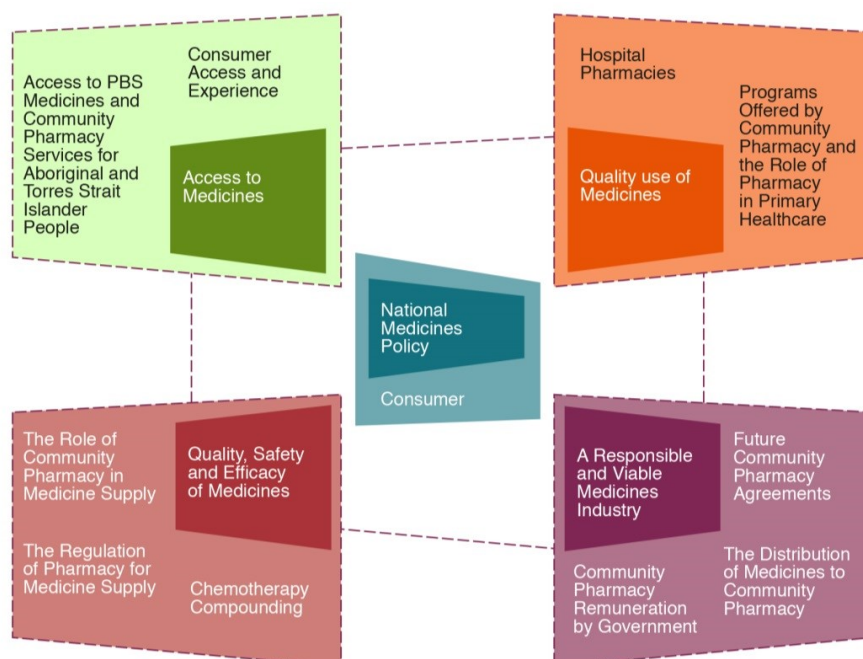 Consumer
Access and
Experience
Access to PBS
Medicines and
Community
Pharmacy
Services for
Aboriginal and
Torres Strait
Islander
People
Access to
Medicines
Hospital
Pharmacies
Programs
Offered by
Community
Pharmacy and
the Role of
Pharmacy
in Primary
Healthcare
Quality use of
Medicines
National
Medicines
Policy
Consumer
The Role of
Community
Pharmacy in
Medicine Supply
Quality, Safety
and Efficacy
of Medicines
The Regulation
of Pharmacy for
Medicine Supply
Chemotherapy
Compounding
A Responsible
and Viable
Medicines
Industry
Future
Community
Pharmacy
Agreements
Community
Pharmacy
Remuneration
by Government
The Distribution
of Medicines to
Community
Pharmacy